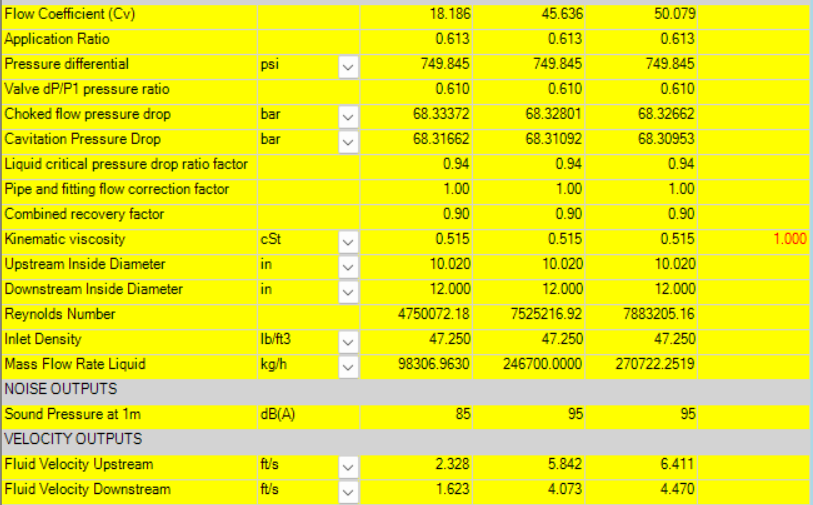 Flow Coefficient (Cv) 18.186 45.636 50.079
Application Ratio 0.613 0.613 0.613
Pressure differential psi 749.845 749.845 749.845
Valve dP/P1 pressure ratio 0.610 0.610 0.610
Choked flow pressure drop bar 68.33372 68.32801 68.32662
Cavitation Pressure Drop bar 68.31662 68.31092 68.30953
Liquid critical pressure drop ratio factor 0.94 0.94 0.94
Pipe and fitting flow correction factor 1.00 1.00 1.00
Combined recovery factor 0.90 0.90 0.90
Kinematic viscosity cSt 0.515 0.515 0.515 1.000
Upstream Inside Diameter in 10.020 10.020 10.020
Downstream Inside Diameter in 12.000 12.000 12.000
Reynolds Number 4750072.18 7525216.92 7883205.16
Inlet Density lb/ft3 47.250 47.250 47.250
Mass Flow Rate Liquid kg/h 98306.9630 246700.0000 270722.2519
NOISE OUTPUTS
Sound Pressure at 1m dB(A) 85 95 95
VELOCITY OUTPUTS
Fluid Velocity Upstream ft/s 2.328 5.842 6.411
Fluid Velocity Downstream ft/s 1.623 4.073 4.470